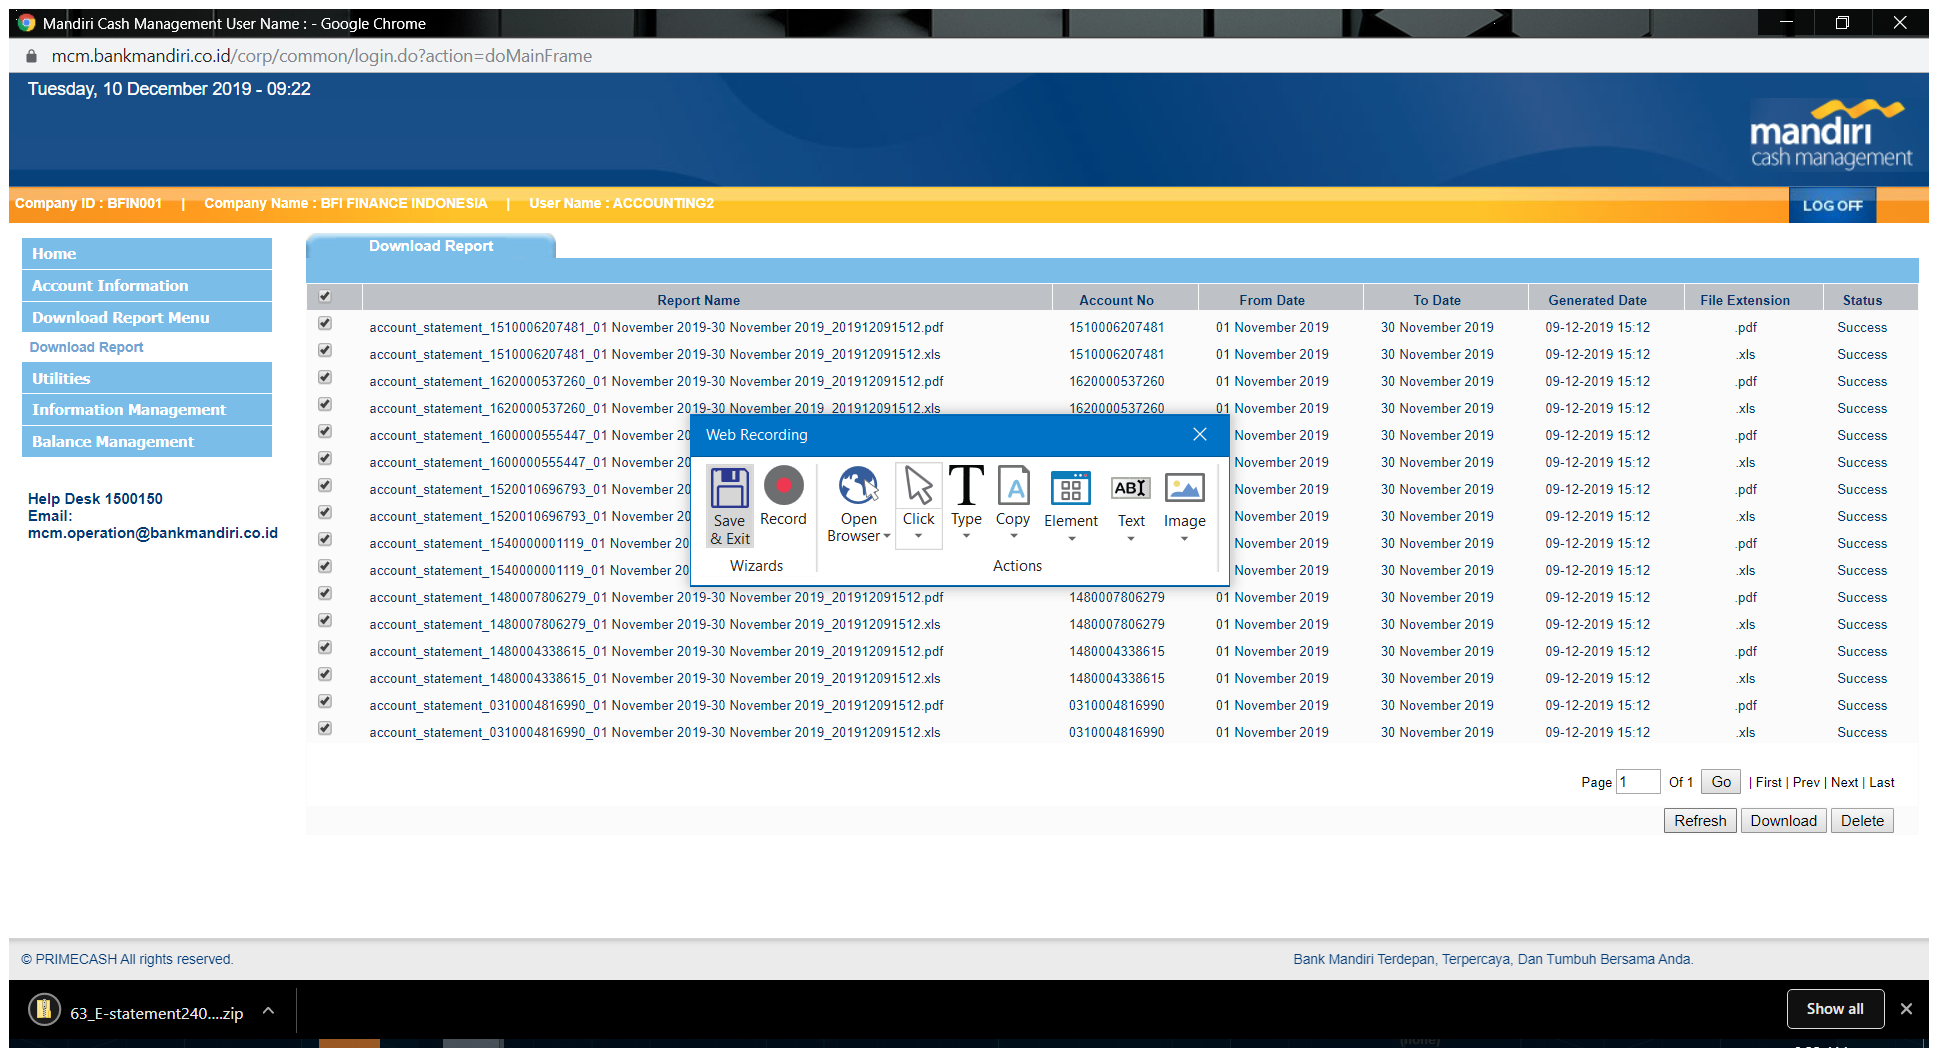 Mandiri Cash Management User Name : - Google Chrome
mcm.bankmandiri.co.id/corp/common/login.do?action=doMainFrame
Tuesday, 10 December 2019 - 09:22
mandiri
cash management
Company ID : BFIN001 | Company Name : BFI FINANCE INDONESIA | User Name : ACCOUNTING2
LOG OFF
Home
Account Information
Download Report Menu
Download Report
Utilities
Information Management
Balance Management
Help Desk 1500150
Email:
mcm.operation@bankmandiri.co.id
Download Report
Report Name Account No From Date To Date Generated Date File Extension Status
account_statement_1510006207481_01 November 2019-30 November 2019_201912091512.pdf 1510006207481 01 November 2019 30 November 2019 09-12-2019 15:12 .pdf Success
account_statement_1510006207481_01 November 2019-30 November 2019_201912091512.xls 1510006207481 01 November 2019 30 November 2019 09-12-2019 15:12 .xls Success
account_statement_1620000537260_01 November 2019-30 November 2019_201912091512.pdf 1620000537260 01 November 2019 30 November 2019 09-12-2019 15:12 .pdf Success
account_statement_1620000537260_01 November 2019-30 November 2019_201912091512.xls 1620000537260 01 November 2019 30 November 2019 09-12-2019 15:12 .xls Success
account_statement_1600000555447_01 November 20 November 2019 30 November 2019 09-12-2019 15:12 .pdf Success
account_statement_1600000555447_01 November 20 November 2019 30 November 2019 09-12-2019 15:12 .xls Success
account_statement_1520010696793_01 November 20 November 2019 30 November 2019 09-12-2019 15:12 .pdf Success
account_statement_1520010696793_01 November 20 November 2019 30 November 2019 09-12-2019 15:12 .xls Success
account_statement_1540000001119_01 November 20 November 2019 30 November 2019 09-12-2019 15:12 .pdf Success
account_statement_1540000001119_01 November 20 November 2019 30 November 2019 09-12-2019 15:12 .xls Success
account_statement_1480007806279_01 November 2019-30 November 2019_201912091512.pdf 1480007806279 01 November 2019 30 November 2019 09-12-2019 15:12 .pdf Success
account_statement_1480007806279_01 November 2019-30 November 2019_201912091512.xls 1480007806279 01 November 2019 30 November 2019 09-12-2019 15:12 .xls Success
account_statement_1480004338615_01 November 2019-30 November 2019_201912091512.pdf 1480004338615 01 November 2019 30 November 2019 09-12-2019 15:12 .pdf Success
account_statement_1480004338615_01 November 2019-30 November 2019_201912091512.xls 1480004338615 01 November 2019 30 November 2019 09-12-2019 15:12 .xls Success
account_statement_0310004816990_01 November 2019-30 November 2019_201912091512.pdf 0310004816990 01 November 2019 30 November 2019 09-12-2019 15:12 .pdf Success
account_statement_0310004816990_01 November 2019-30 November 2019_201912091512.xls 0310004816990 01 November 2019 30 November 2019 09-12-2019 15:12 .xls Success
Web Recording
Save & Exit
Record
Open Browser
Click
Type
Copy
Element
Text
Image
Wizards
Actions
Page 1 Of 1 Go | First | Prev | Next | Last
Refresh Download Delete
© PRIMECASH All rights reserved.
Bank Mandiri Terdepan, Terpercaya, Dan Tumbuh Bersama Anda.
63_E-statement240....zip
Show all